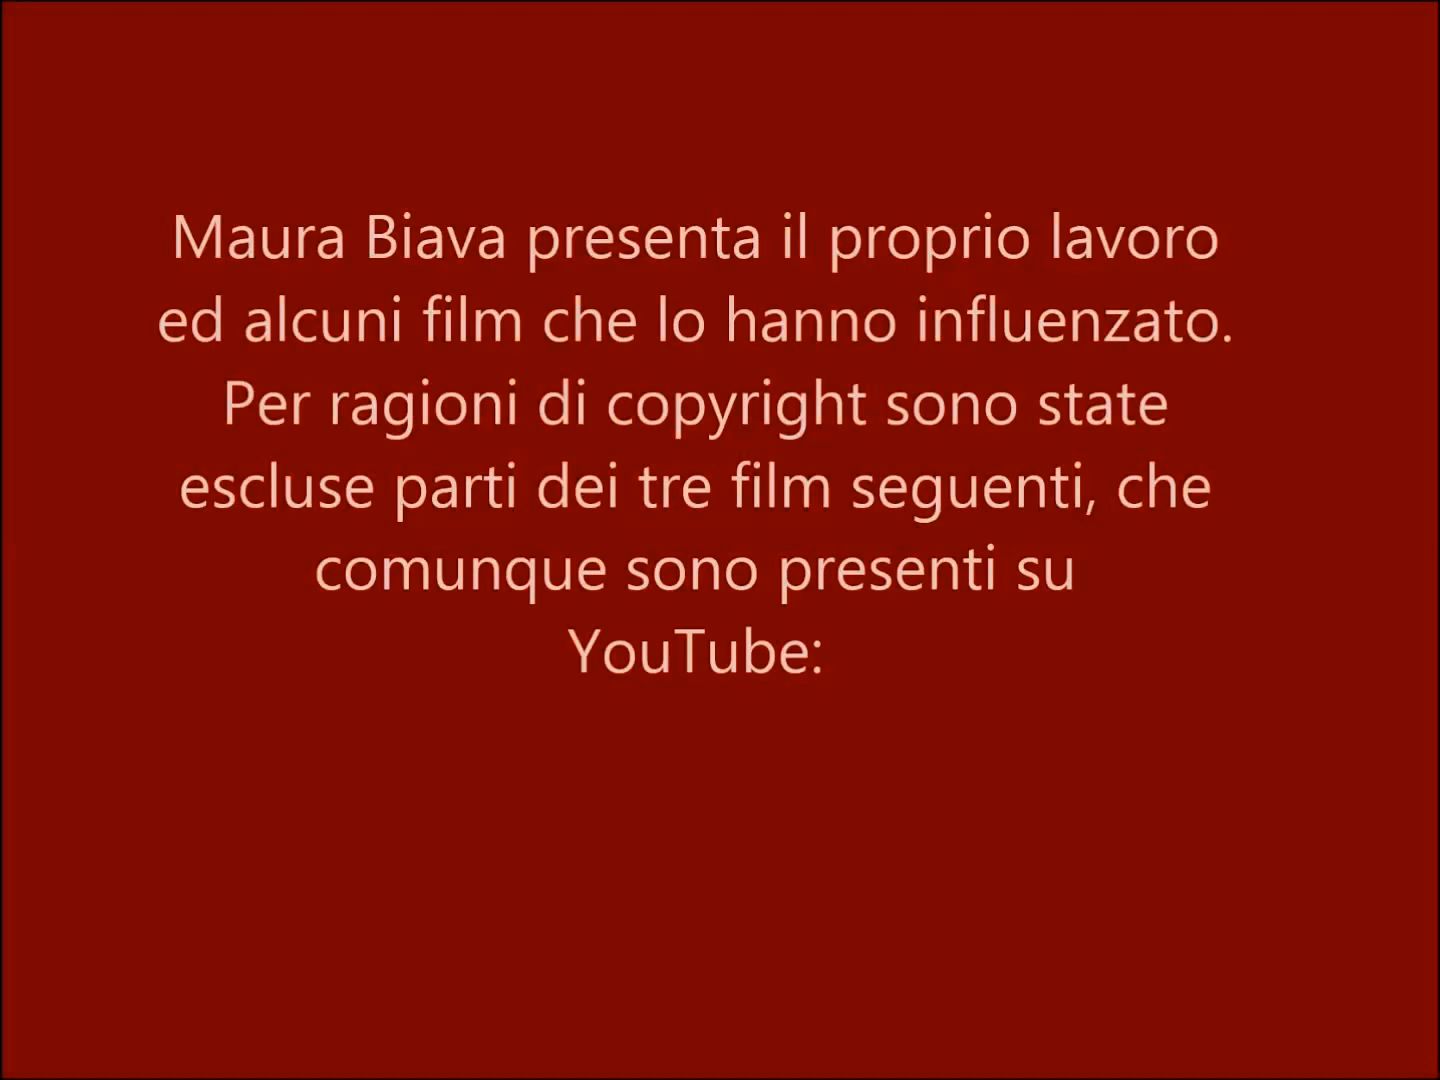 Maura Biava presenta il proprio lavoro
ed alcuni film che lo hanno influenzato.
Per ragioni di copyright sono state
escluse parti dei tre film seguenti, che
comunque sono presenti su
YouTube: